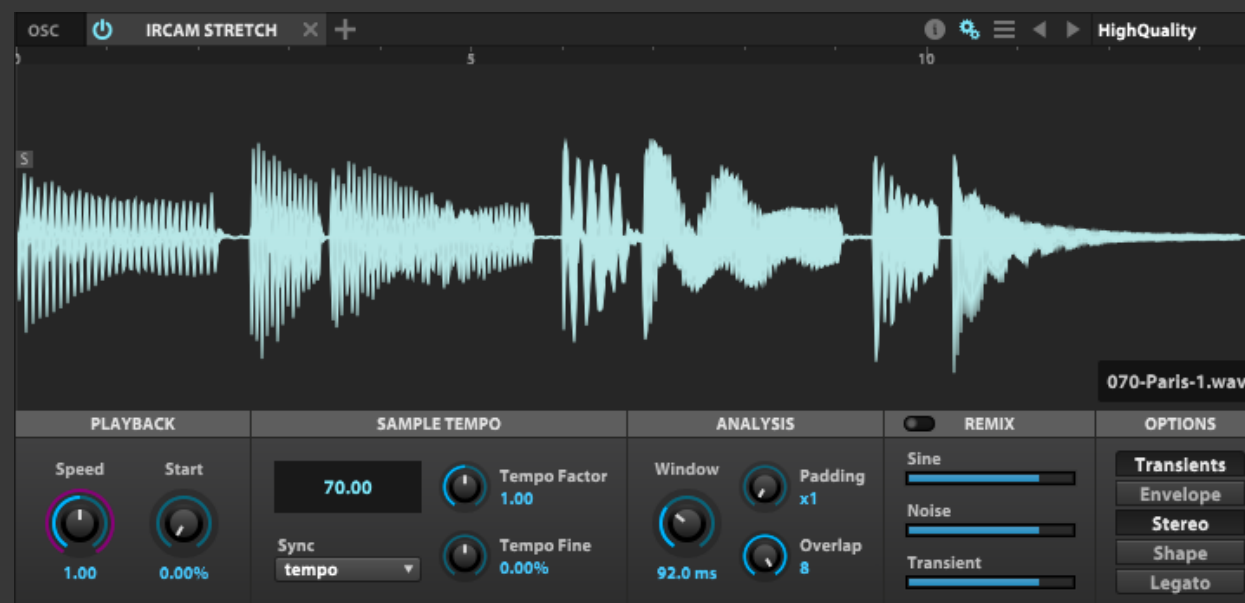 OSC IRCAM STRETCH HighQuality
0 5 10
S
070-Paris-1.wav
PLAYBACK SAMPLE TEMPO ANALYSIS REMIX OPTIONS
Speed Start
1.00 0.00%
70.00
Tempo Factor
1.00
Sync
tempo
Tempo Fine
0.00%
Window
92.0 ms
Padding
x1
Overlap
8
Sine
Noise
Transient
Transients
Envelope
Stereo
Shape
Legato